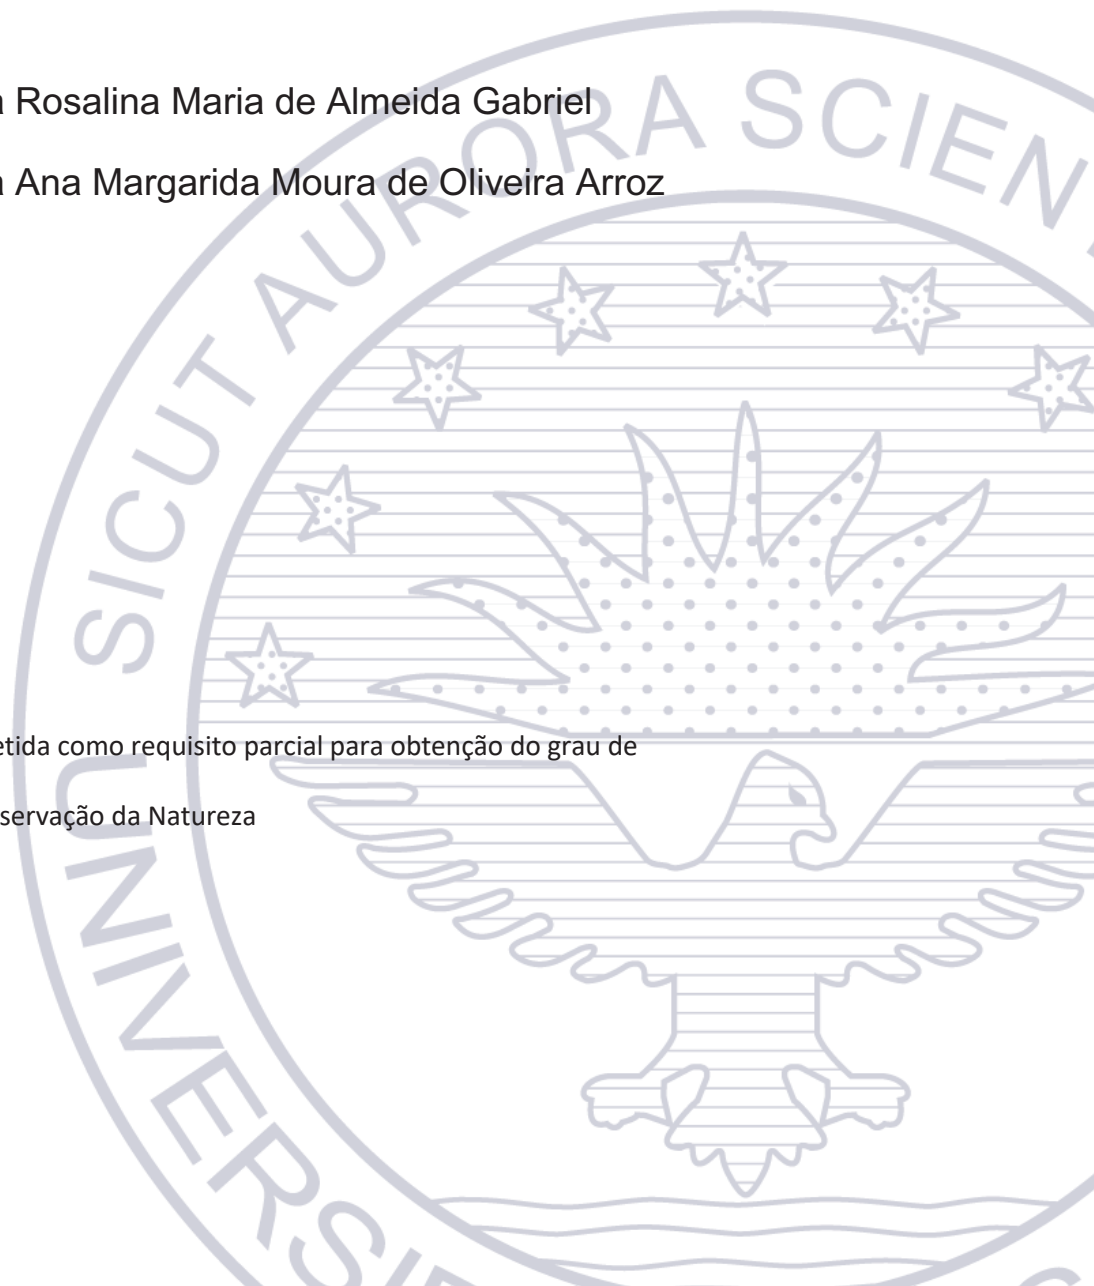 a Rosalina Maria de Almeida Gabriel
a Ana Margarida Moura de Oliveira Arroz
SICUT AURORA SCIEN
etida como requisito parcial para obtenção do grau de
servação da Natureza
UNIVERSI